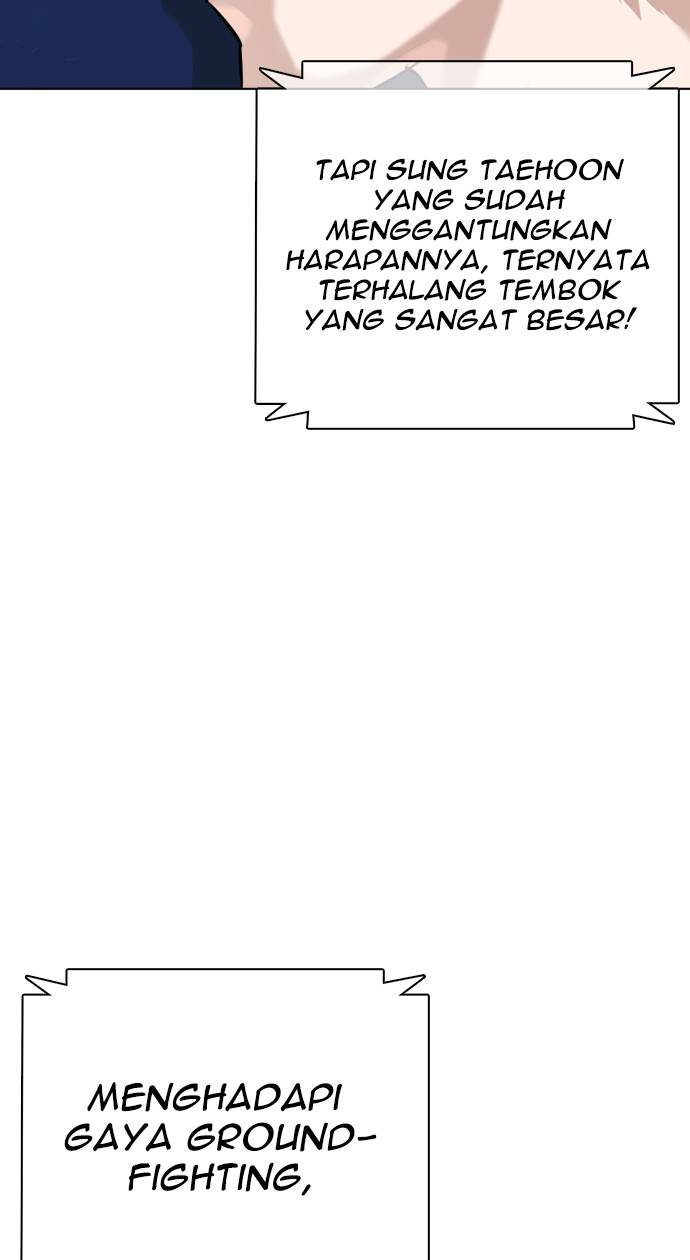 TAPI SUNG TAEHOON
YANG SUDAH
MENGGANTUNGKAN
HARAPANNYA, TERNYATA
TERHALANG TEMBOK
YANG SANGAT BESAR!
MENGHADAPI
GAYA GROUND-
FIGHTING,